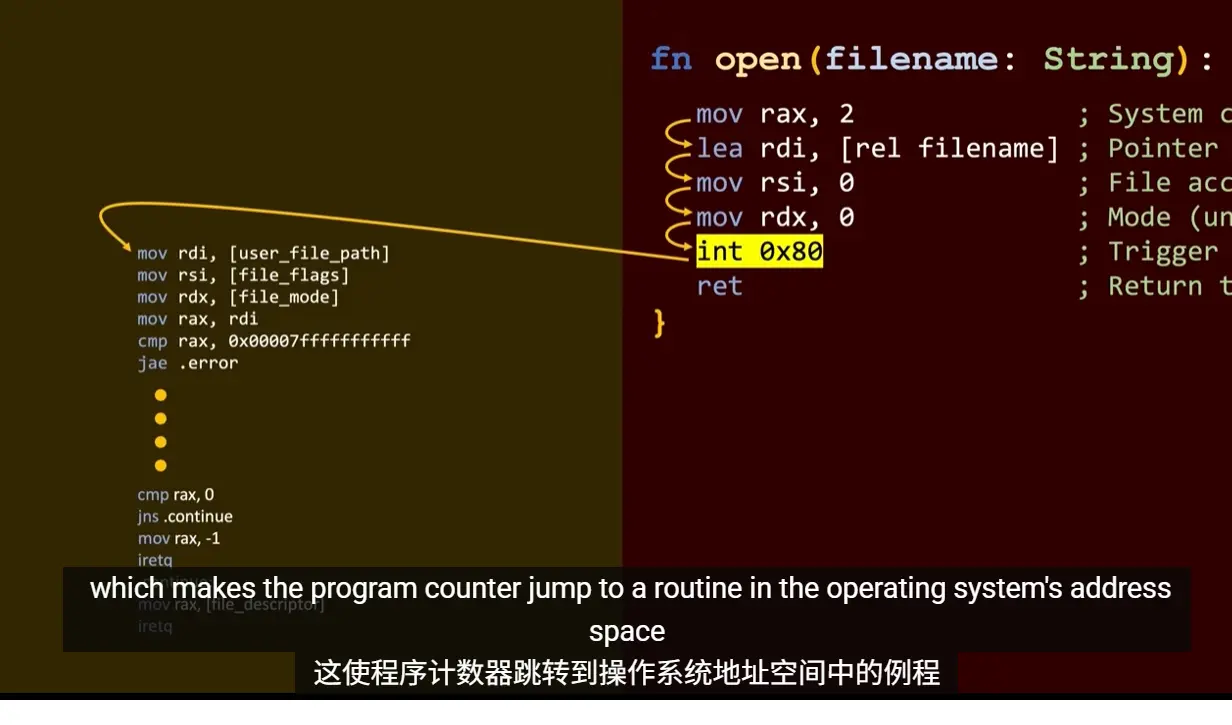 fn open(filename: String):
mov rax, 2 ; System
lea rdi, [rel filename] ; Pointer
mov rsi, 0 ; File
mov rdx, 0 ; Mode
int 0x80 ; Trigger
ret ; Return
}
mov rdi, [user_file_path]
mov rsi, [file_flags]
mov rdx, [file_mode]
mov rax, rdi
cmp rax, 0x00007fffffffffff
jae .error
cmp rax, 0
jns .continue
mov rax, -1
iretq
mov rax, [file_descriptor]
iretq
which makes the program counter jump to a routine in the operating system's address
space
这使程序计数器跳转到操作系统地址空间中的例程